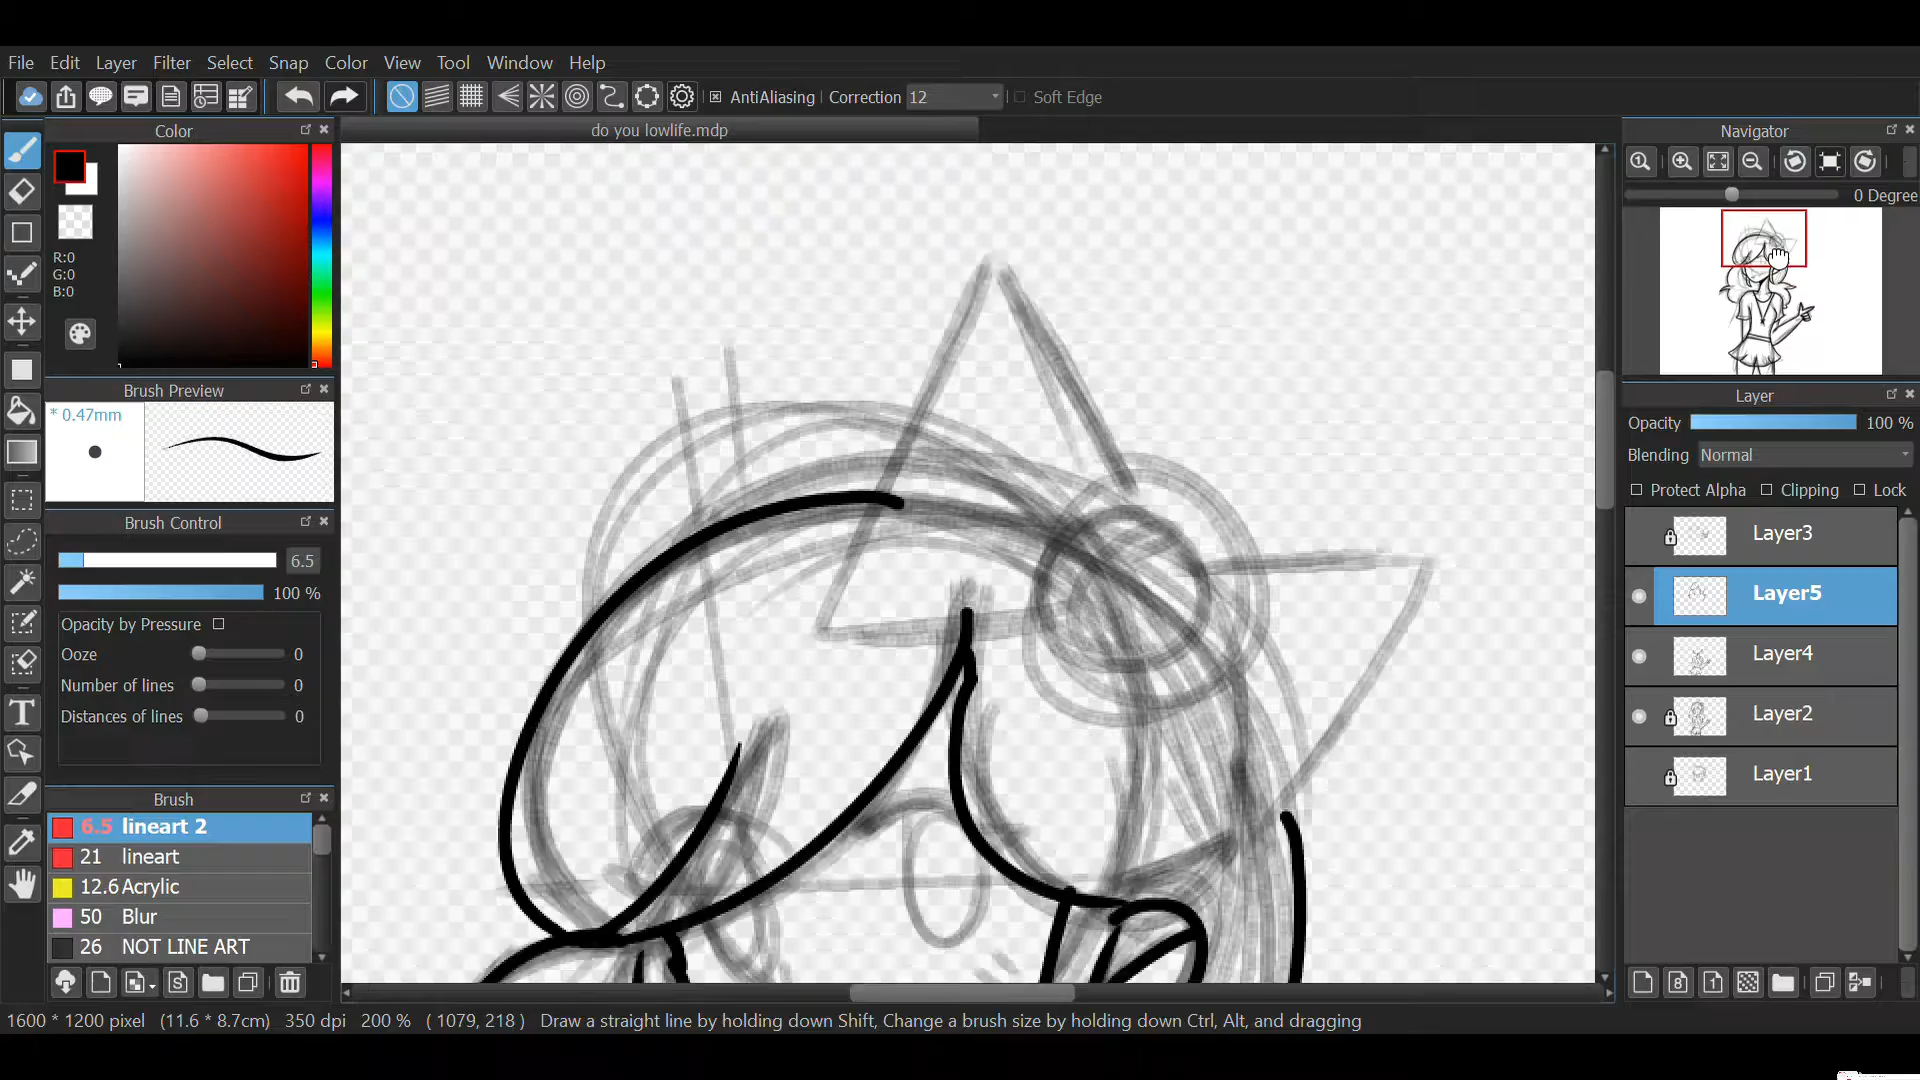 File Edit Layer Filter Select Snap Color View Tool Window Help
AntiAliasing Correction 12 Soft Edge
Color
do you lowlife.mdp
Navigator
0 Degree
R:0
G:0
B:0
Brush Preview
* 0.47mm
Layer
Opacity 100 %
Blending Normal
Protect Alpha Clipping Lock
Brush Control
6.5
100 %
Opacity by Pressure
Ooze 0
Number of lines 0
Distances of lines 0
Layer3
Layer5
Layer4
Layer2
Layer1
Brush
6.5 lineart 2
21 lineart
12.6 Acrylic
50 Blur
26 NOT LINE ART
1600 * 1200 pixel (11.6 * 8.7cm) 350 dpi 200 % ( 1079, 218 ) Draw a straight line by holding down Shift, Change a brush size by holding down Ctrl, Alt, and dragging